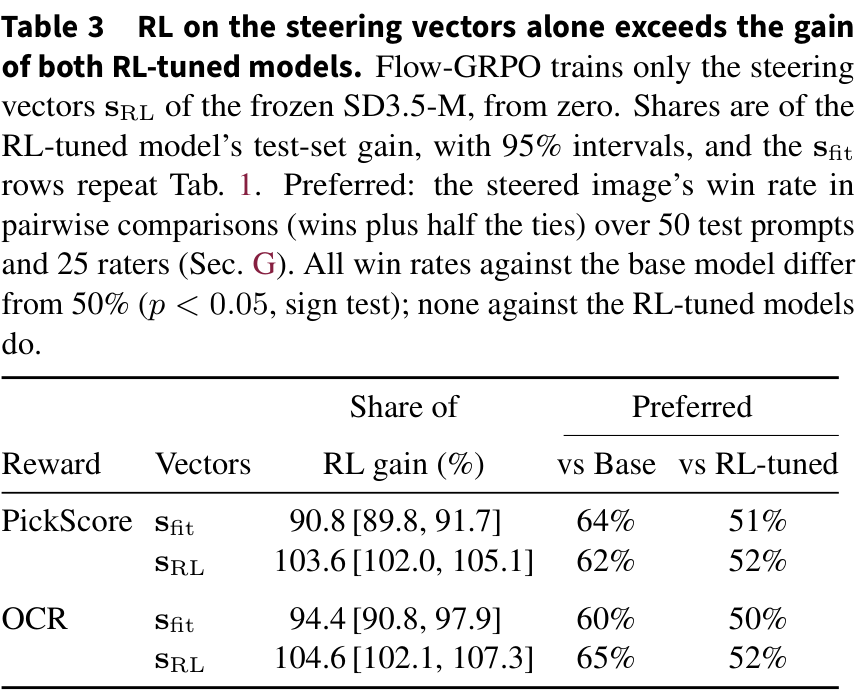 Table 3 RL on the steering vectors alone exceeds the gain
of both RL-tuned models. Flow-GRPO trains only the steering
vectors s_RL of the frozen SD3.5-M, from zero. Shares are of the
RL-tuned model's test-set gain, with 95% intervals, and the s_fit
rows repeat Tab. 1. Preferred: the steered image's win rate in
pairwise comparisons (wins plus half the ties) over 50 test prompts
and 25 raters (Sec. G). All win rates against the base model differ
from 50% (p < 0.05, sign test); none against the RL-tuned models
do.
Share of Preferred
Reward Vectors RL gain (%) vs Base vs RL-tuned
PickScore s_fit 90.8 [89.8, 91.7] 64% 51%
s_RL 103.6 [102.0, 105.1] 62% 52%
OCR s_fit 94.4 [90.8, 97.9] 60% 50%
s_RL 104.6 [102.1, 107.3] 65% 52%